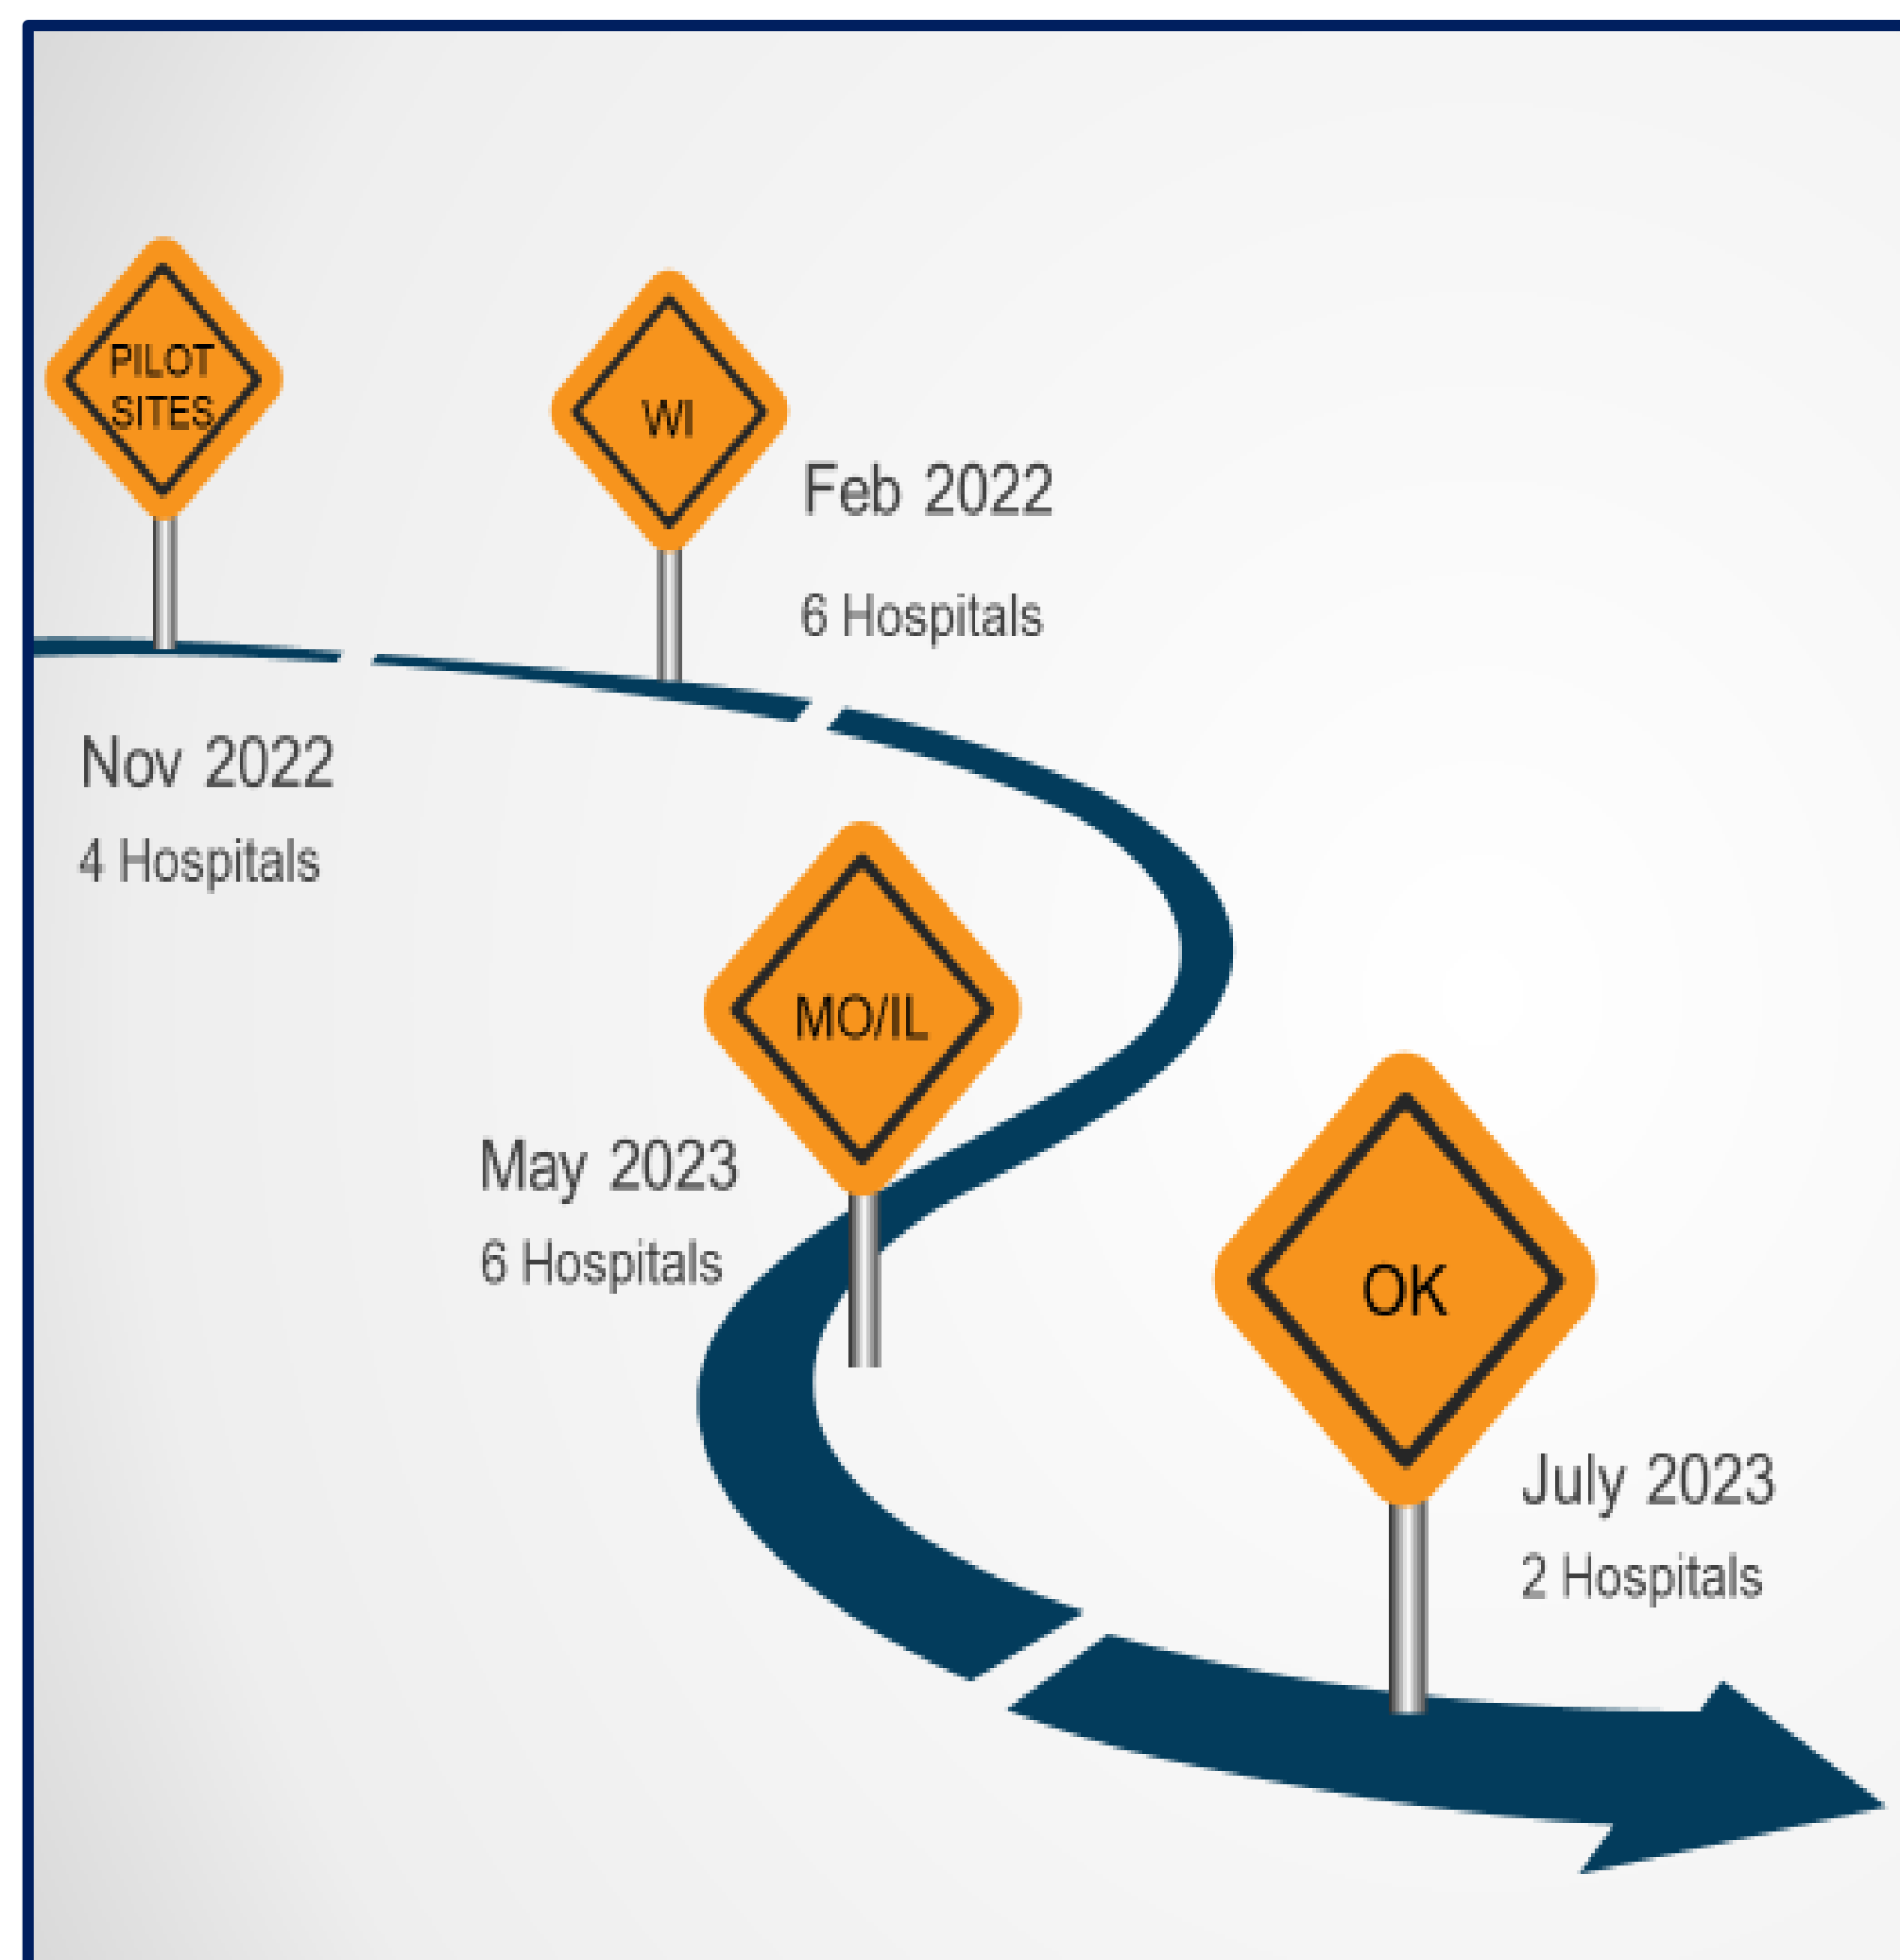 PILOT
SITES
Nov 2022
4 Hospitals
WI
Feb 2022
6 Hospitals
MO/IL
May 2023
6 Hospitals
OK
July 2023
2 Hospitals